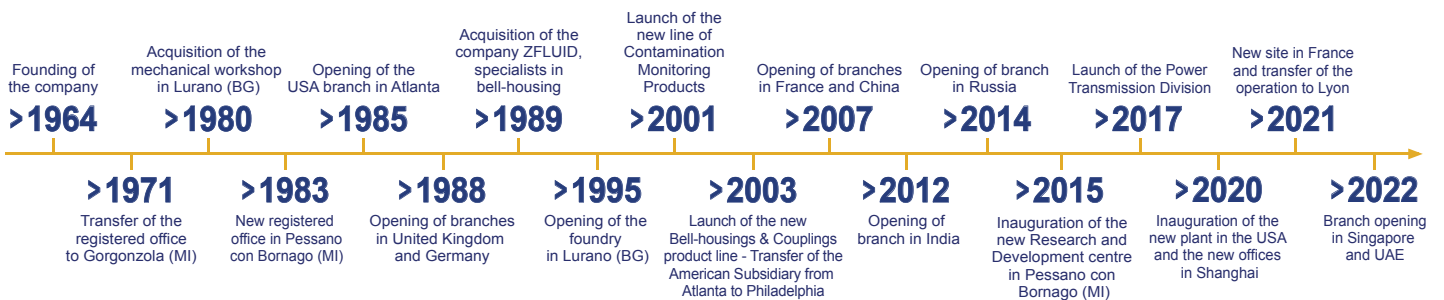 Founding of
the company
>1964
Transfer of the
registered office
to Gorgonzola (MI)
>1971
Acquisition of the
mechanical workshop
in Lurano (BG)
>1980
>1983
New registered
office in Pessano
con Bornago (MI)
Opening of the
USA branch in Atlanta
>1985
>1988
Opening of branches
in United Kingdom
and Germany
Acquisition of the
company ZFLUID,
specialists in
bell-housing
>1989
>1995
Opening of the
foundry
in Lurano (BG)
Launch of the
new line of
Contamination
Monitoring
Products
>2001
>2003
Launch of the new
Bell-housings & Couplings
product line - Transfer of the
American Subsidiary from
Atlanta to Philadelphia
Opening of branches
in France and China
>2007
>2012
Opening of
branch in India
Opening of branch
in Russia
>2014
>2015
Inauguration of the
new Research and
Development centre
in Pessano con
Bornago (MI)
Launch of the Power
Transmission Division
>2017
>2020
Inauguration of the
new plant in the USA
and the new offices
in Shanghai
New site in France
and transfer of the
operation to Lyon
>2021
>2022
Branch opening
in Singapore
and UAE